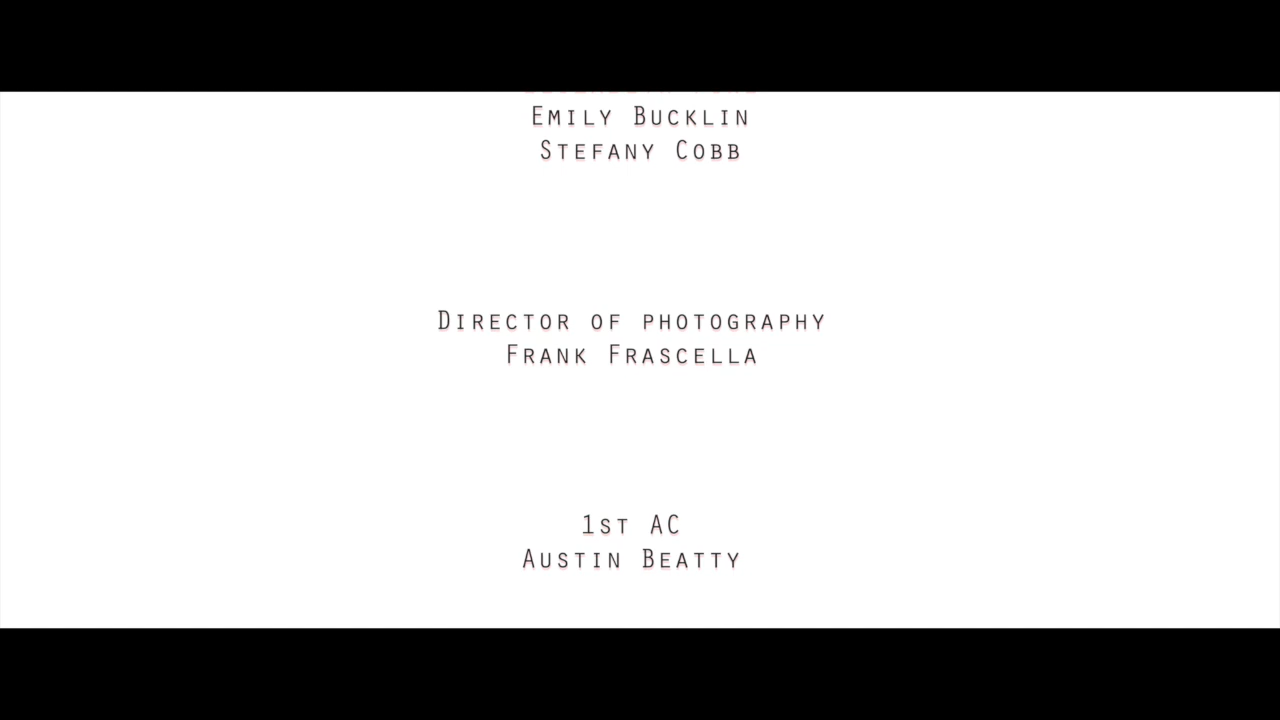 Emily Bucklin
Stefany Cobb
Director of photography
Frank Frascella
1st AC
Austin Beatty